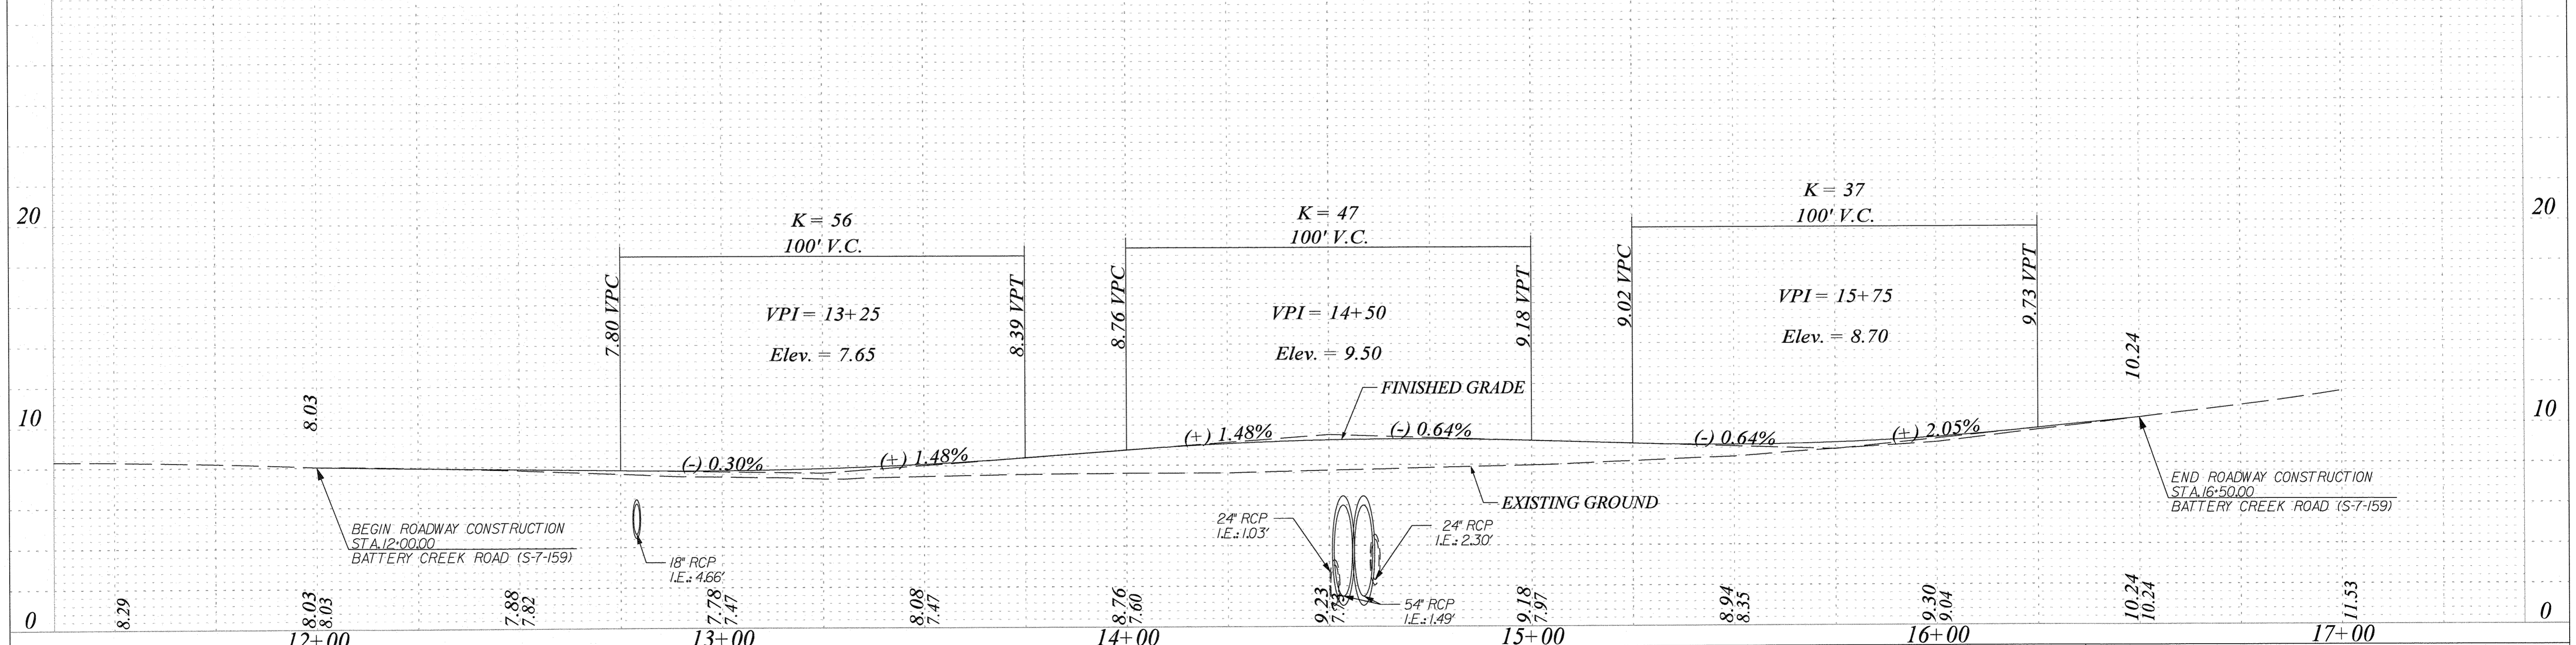 K = 56
100' V.C.
K = 47
100' V.C.
K = 37
100' V.C.
20
20
7.80 VPC
VPI = 13+25
Elev. = 7.65
8.39 VPT
8.76 VPC
VPI = 14+50
Elev. = 9.50
9.18 VPT
9.02 VPC
VPI = 15+75
Elev. = 8.70
9.73 VPT
10.24
FINISHED GRADE
10
8.03
10
(-) 0.30%
(+) 1.48%
(+) 1.48%
(-) 0.64%
(-) 0.64%
(+) 2.05%
EXISTING GROUND
BEGIN ROADWAY CONSTRUCTION
STA.12+00.00
BATTERY CREEK ROAD (S-7-159)
18" RCP
I.E.: 4.66'
24" RCP
I.E.: 1.03'
24" RCP
I.E.: 2.30'
54" RCP
I.E.: 1.49'
END ROADWAY CONSTRUCTION
STA.16+50.00
BATTERY CREEK ROAD (S-7-159)
0
8.29
8.03
8.03
7.88
7.82
7.78
7.47
8.08
7.47
8.76
7.60
9.23
9.18
7.97
8.94
8.35
9.30
9.04
10.24
10.24
11.53
0
12+00
13+00
14+00
15+00
16+00
17+00